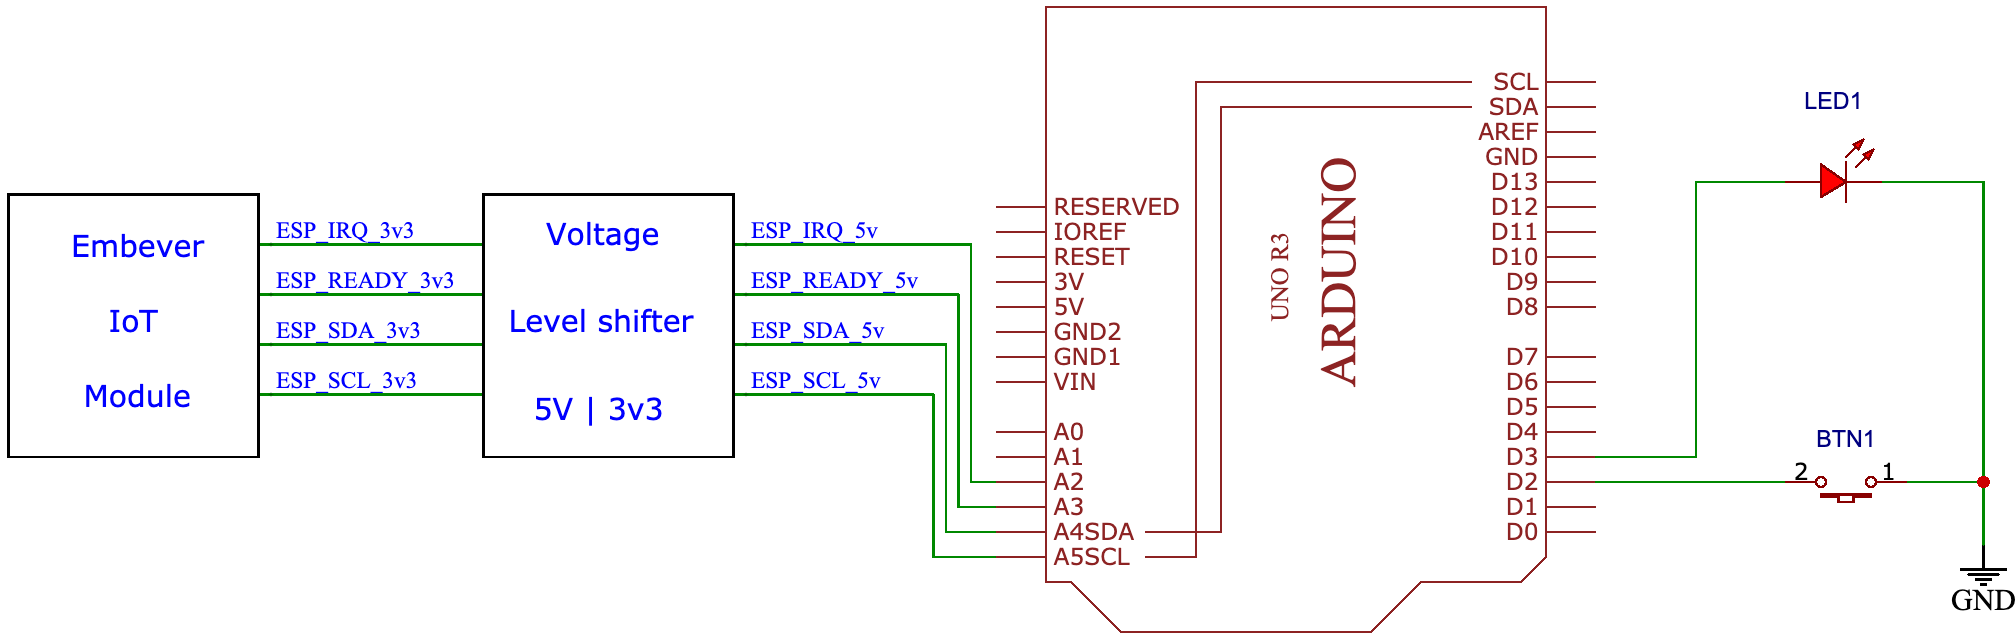 Embever
IoT
Module
ESP_IRQ_3v3
ESP_READY_3v3
ESP_SDA_3v3
ESP_SCL_3v3
Voltage
Level shifter
5V | 3v3
ESP_IRQ_5v
ESP_READY_5v
ESP_SDA_5v
ESP_SCL_5v
RESERVED
IOREF
RESET
3V
5V
GND2
GND1
VIN
A0
A1
A2
A3
A4SDA
A5SCL
UNO R3
ARDUINO
SCL
SDA
AREF
GND
D13
D12
D11
D10
D9
D8
D7
D6
D5
D4
D3
D2
D1
D0
LED1
BTN1
2 1
GND